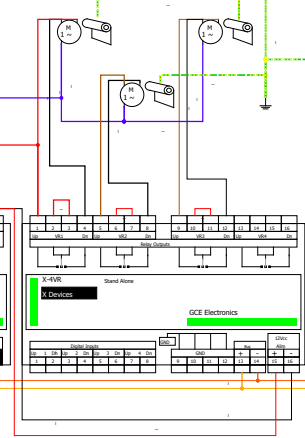 M
1 ~
M
1 ~
M
1 ~
1 2 3 4 5 6 7 8 9 10 11 12 13 14 15 16
Up VR1 Dn Up VR2 Dn Up VR3 Dn Up VR4 Dn
Relay Outputs
X-4VR
Stand Alone
X Devices
GCE Electronics
Digital Inputs
GND
12Vcc
Up 1 Dn Up 2 Dn Up 3 Dn Up 4 Dn
GND
Bus
Alim
+ - + -
1 2 3 4 5 6 7 8 9 10 11 12 13 14 15 16